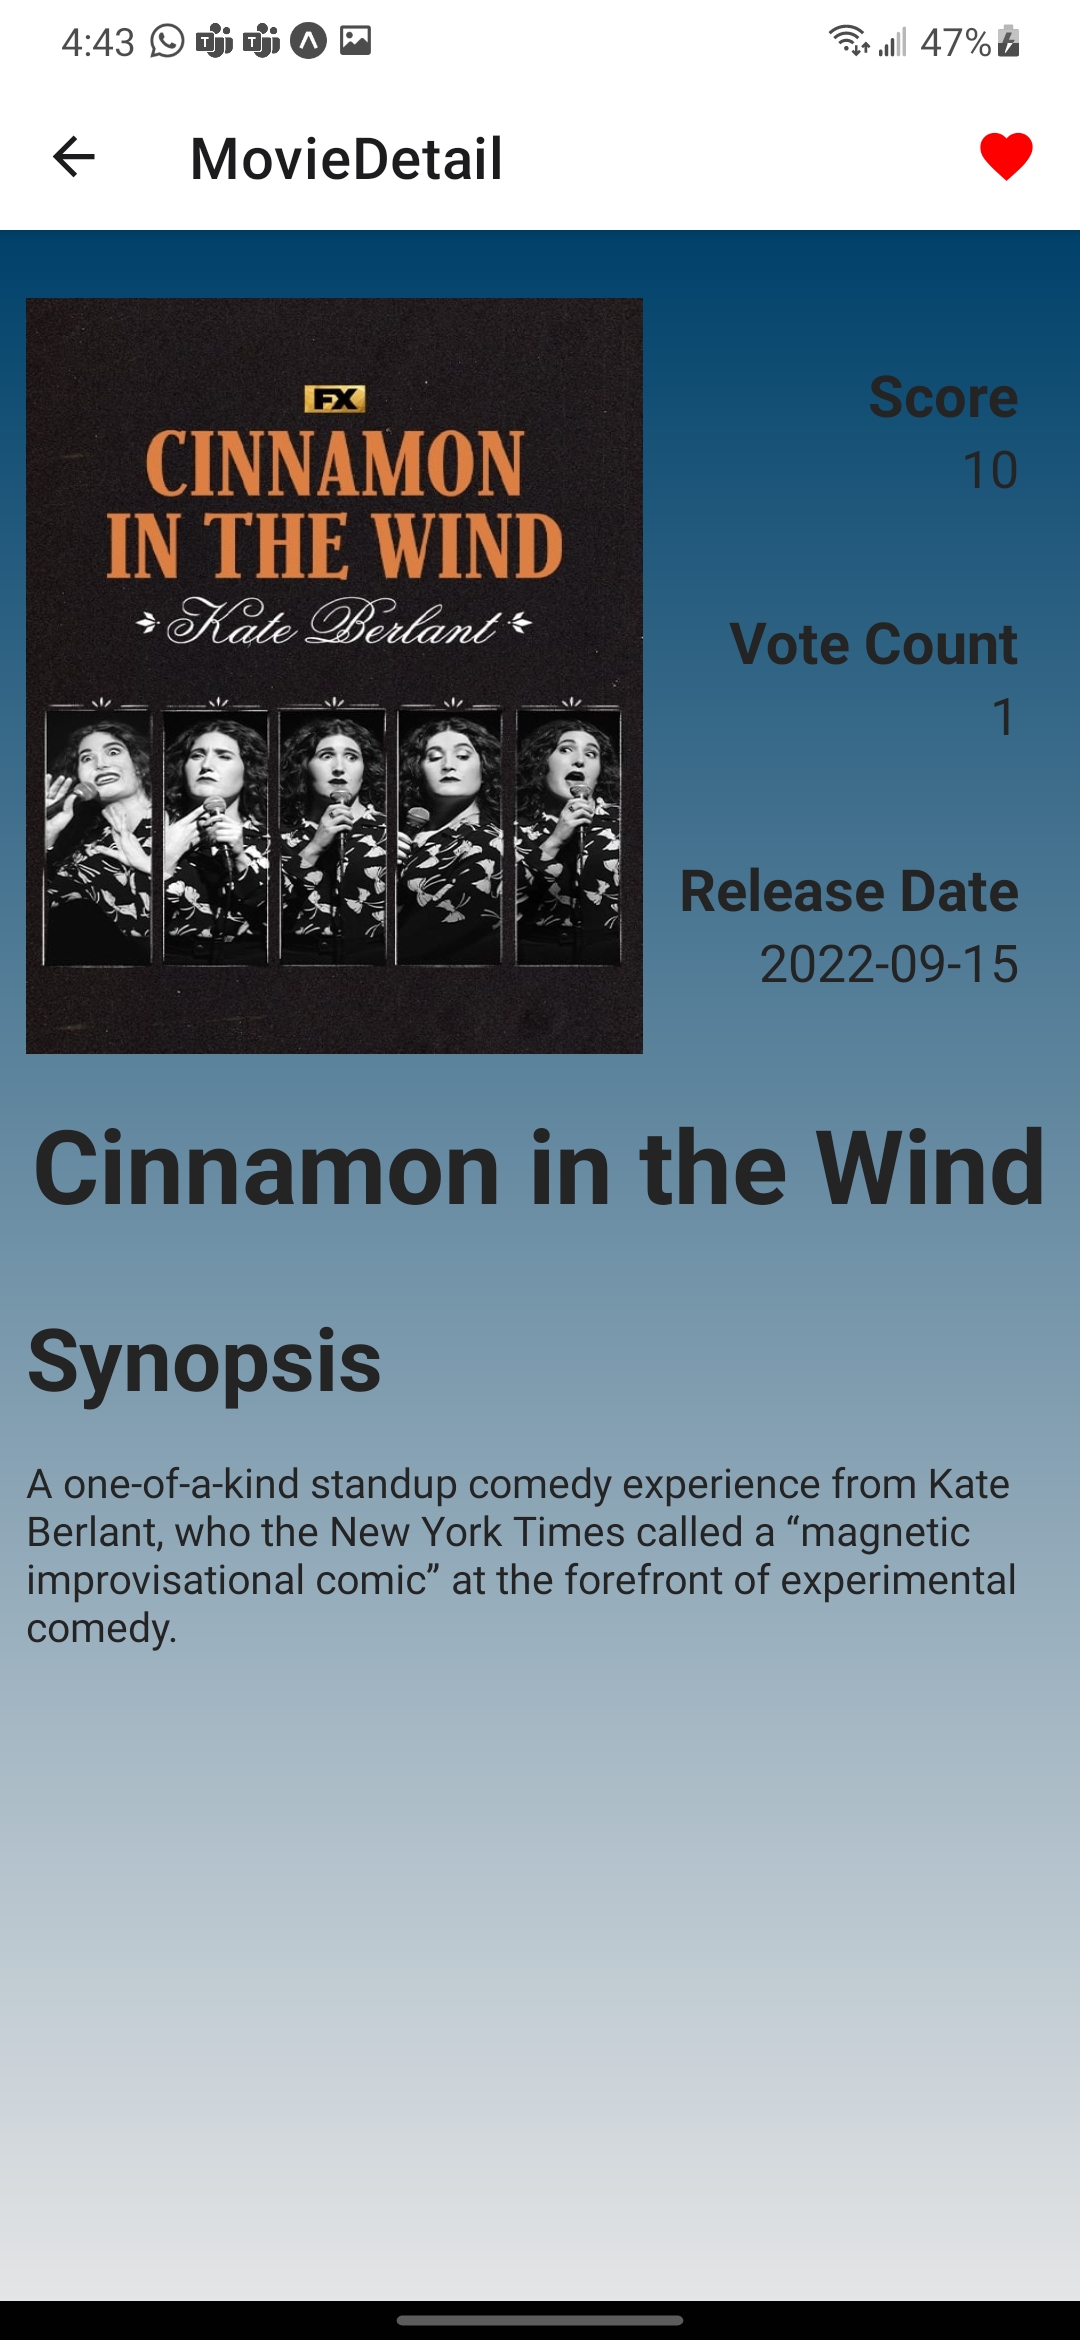 4:43
47%
MovieDetail
FX
CINNAMON
IN THE WIND
Kate Berlant
Score
10
Vote Count
1
Release Date
2022-09-15
Cinnamon in the Wind
Synopsis
A one-of-a-kind standup comedy experience from Kate
Berlant, who the New York Times called a “magnetic
improvisational comic” at the forefront of experimental
comedy.